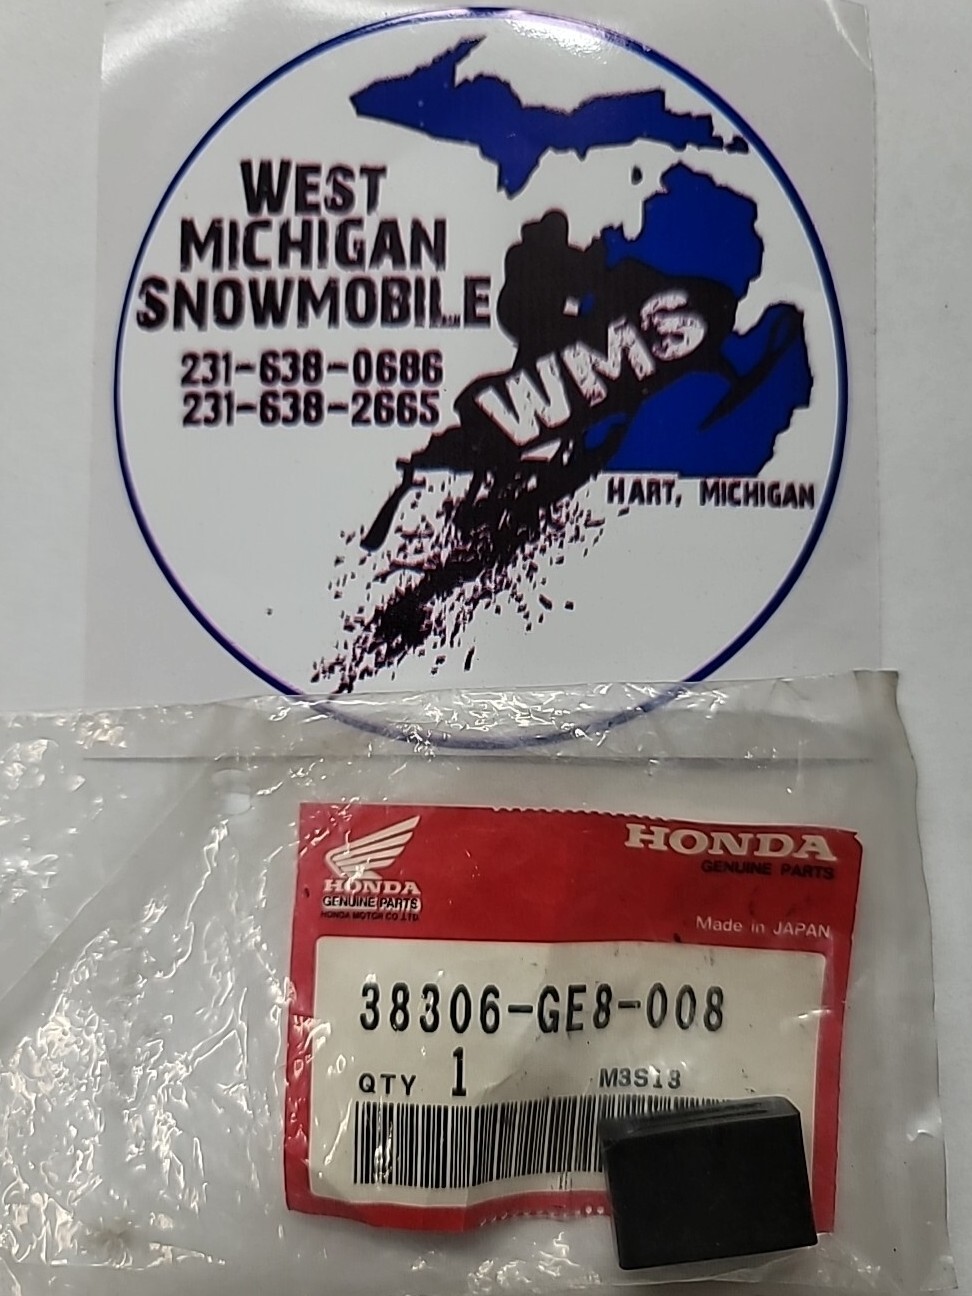 WEST
MICHIGAN
SNOWMOBILE
231-638-0686
231-638-2665
WMS
HART, MICHIGAN
HONDA
GENUINE PARTS
HONDA MOTOR CO.,LTD.
HONDA
GENUINE PARTS
Made in JAPAN
38306-GE8-008
QTY 1 M3S13